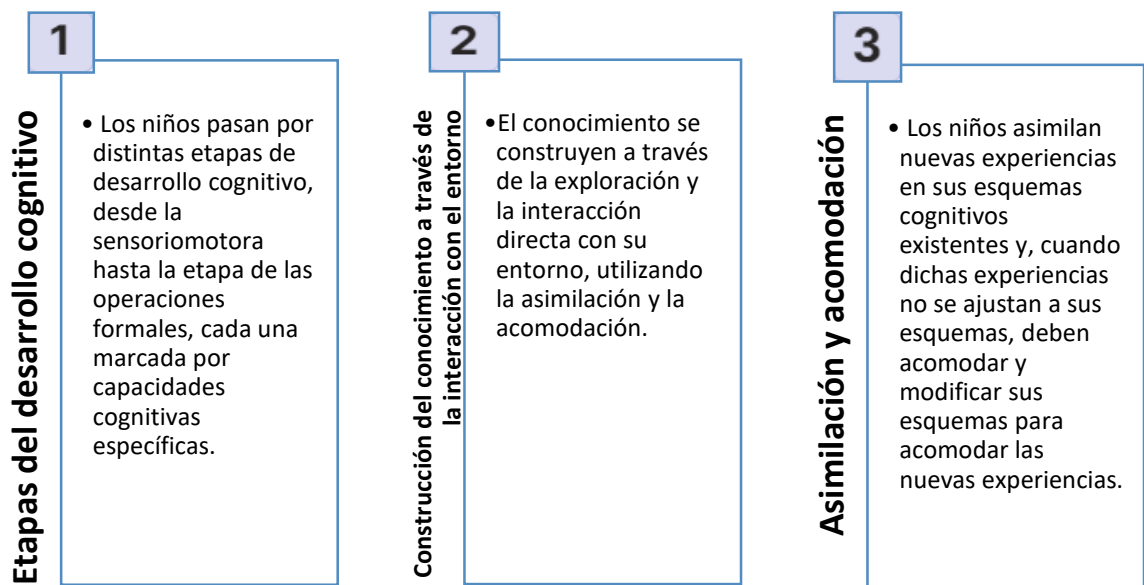 1
Etapas del desarrollo cognitivo
• Los niños pasan por
distintas etapas de
desarrollo cognitivo,
desde la
sensoriomotora
hasta la etapa de las
operaciones
formales, cada una
marcada por
capacidades
cognitivas
específicas.
2
Construcción del conocimiento a través de
la interacción con el entorno
•El conocimiento se
construyen a través
de la exploración y
la interacción
directa con su
entorno, utilizando
la asimilación y la
acomodación.
3
Asimilación y acomodación
• Los niños asimilan
nuevas experiencias
en sus esquemas
cognitivos
existentes y, cuando
dichas experiencias
no se ajustan a sus
esquemas, deben
acomodar y
modificar sus
esquemas para
acomodar las
nuevas experiencias.